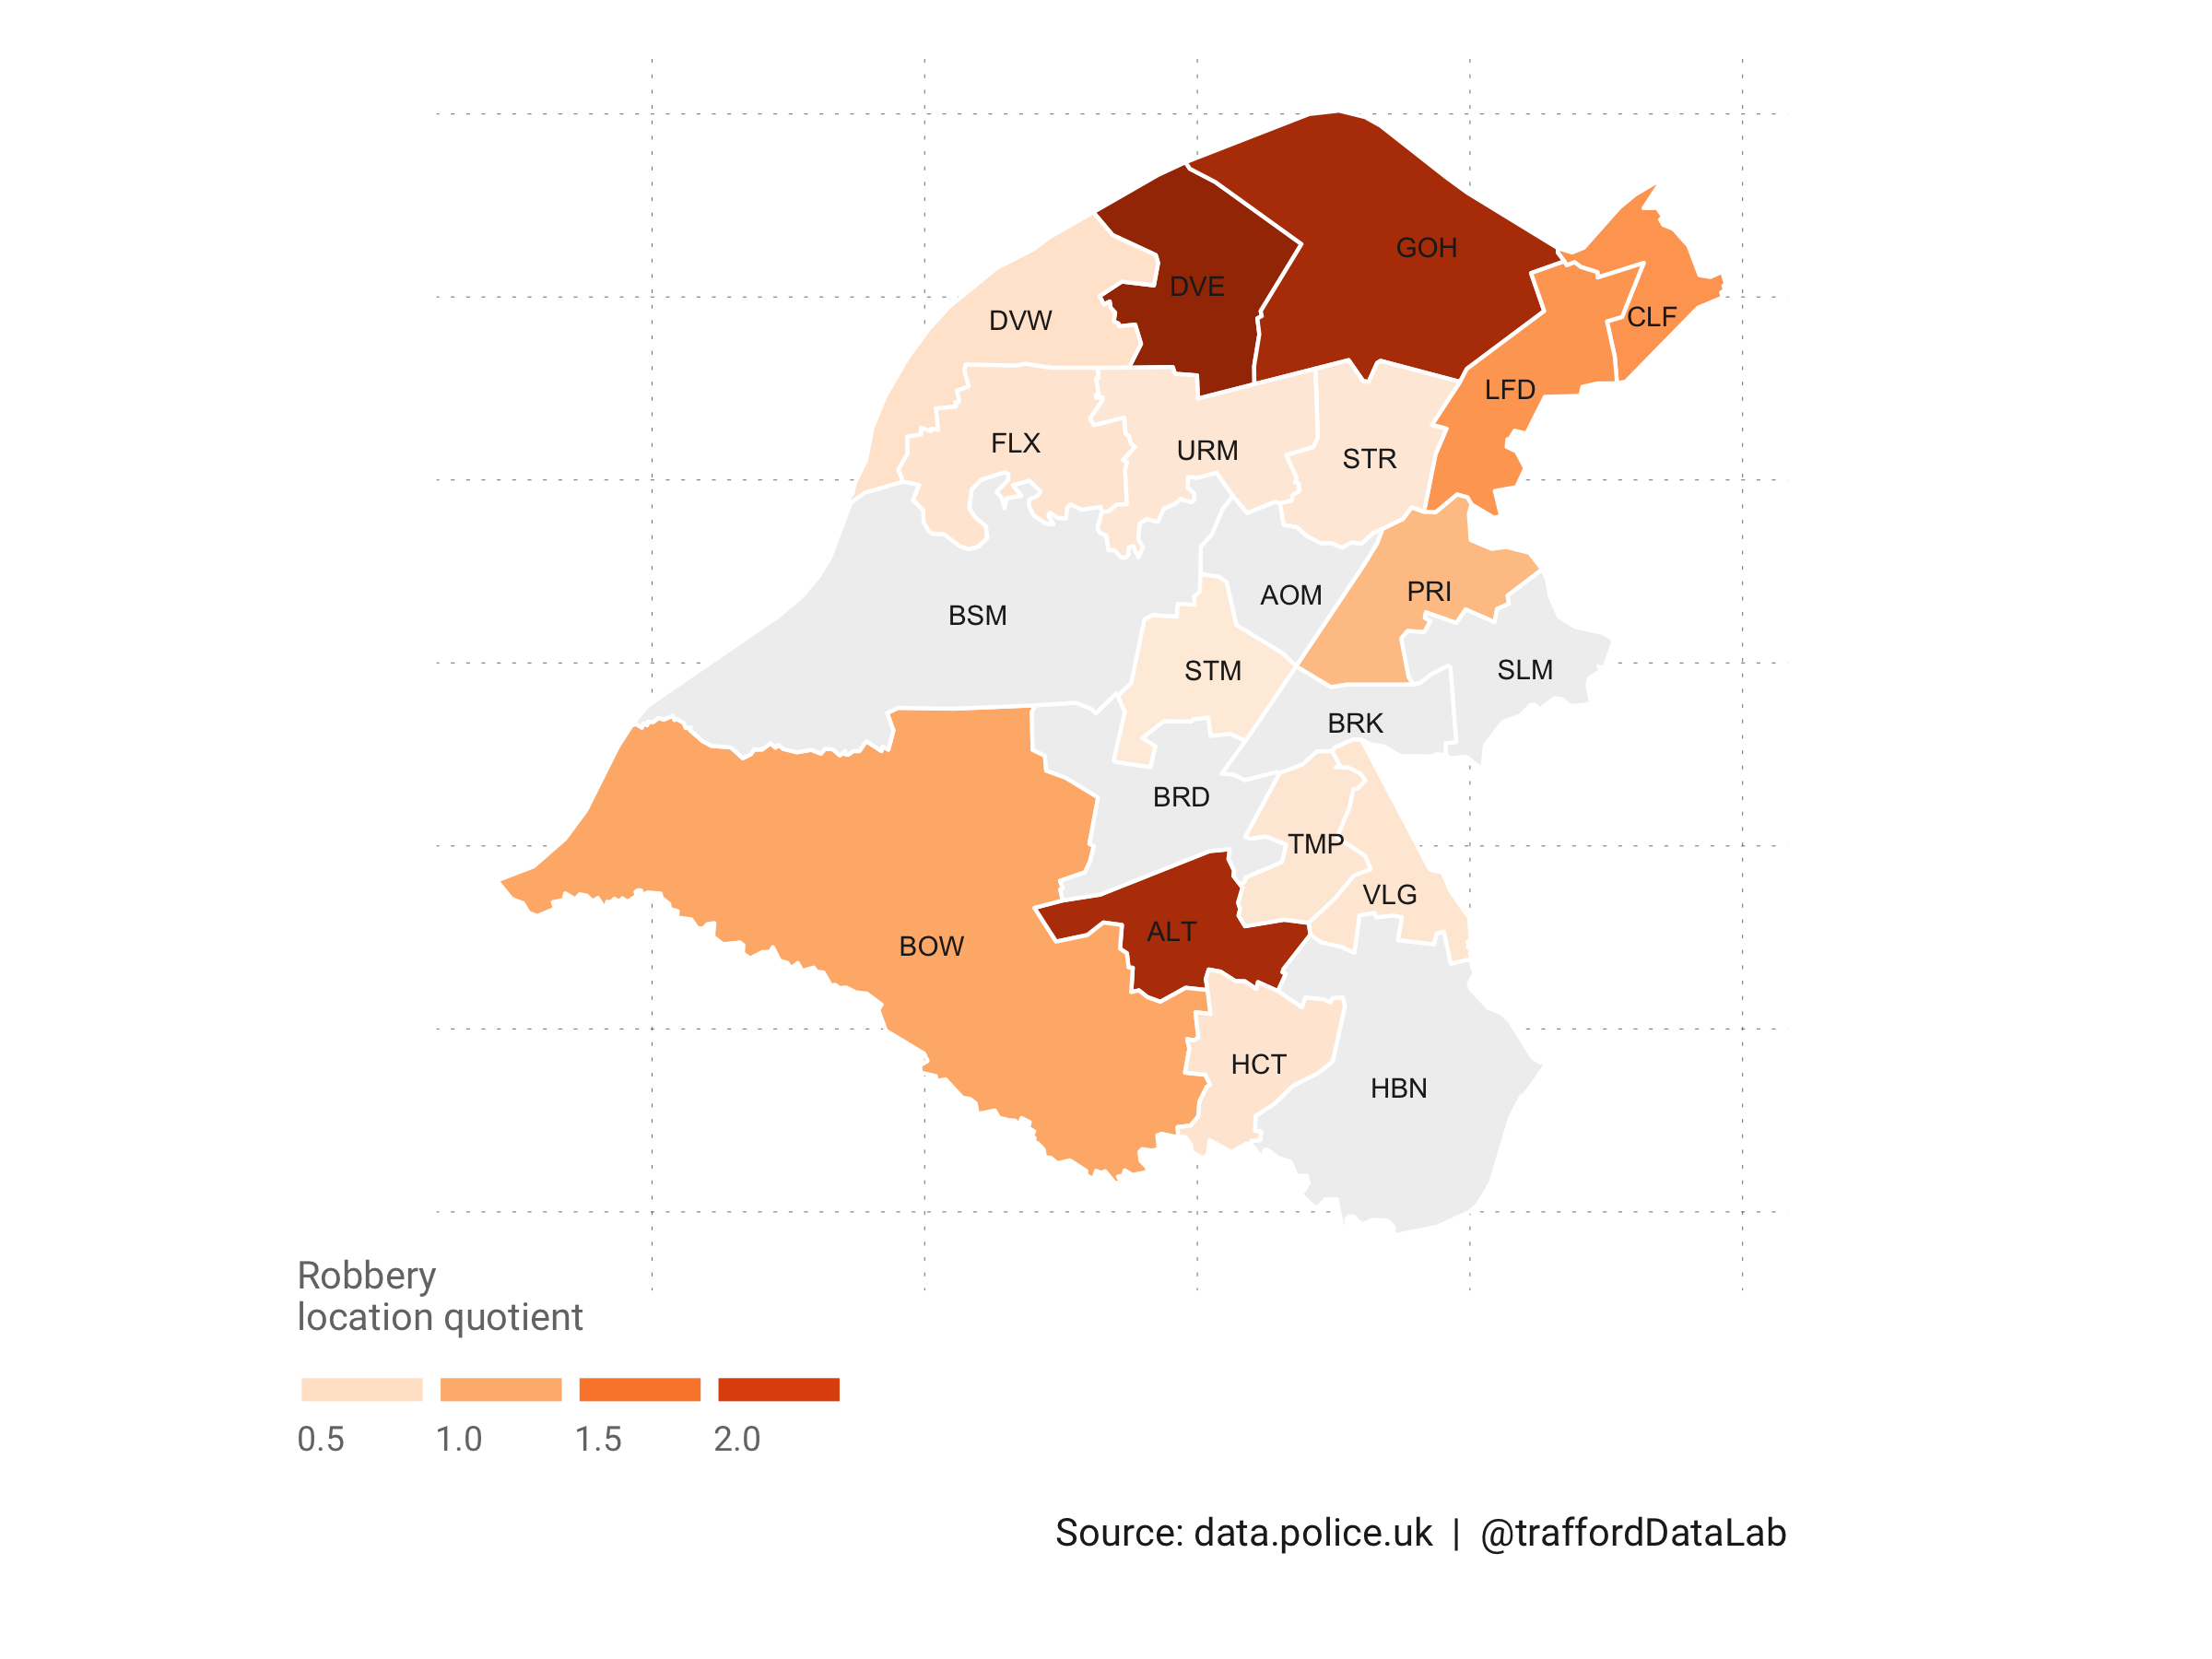 GOH
DVE
CLF
DVW
LFD
FLX
URM
STR
AOM
PRI
BSM
STM
SLM
BRK
BRD
TMP
VLG
ALT
BOW
HCT
HBN
Robbery
location quotient
0.5 1.0 1.5 2.0
Source: data.police.uk | @traffordDataLab